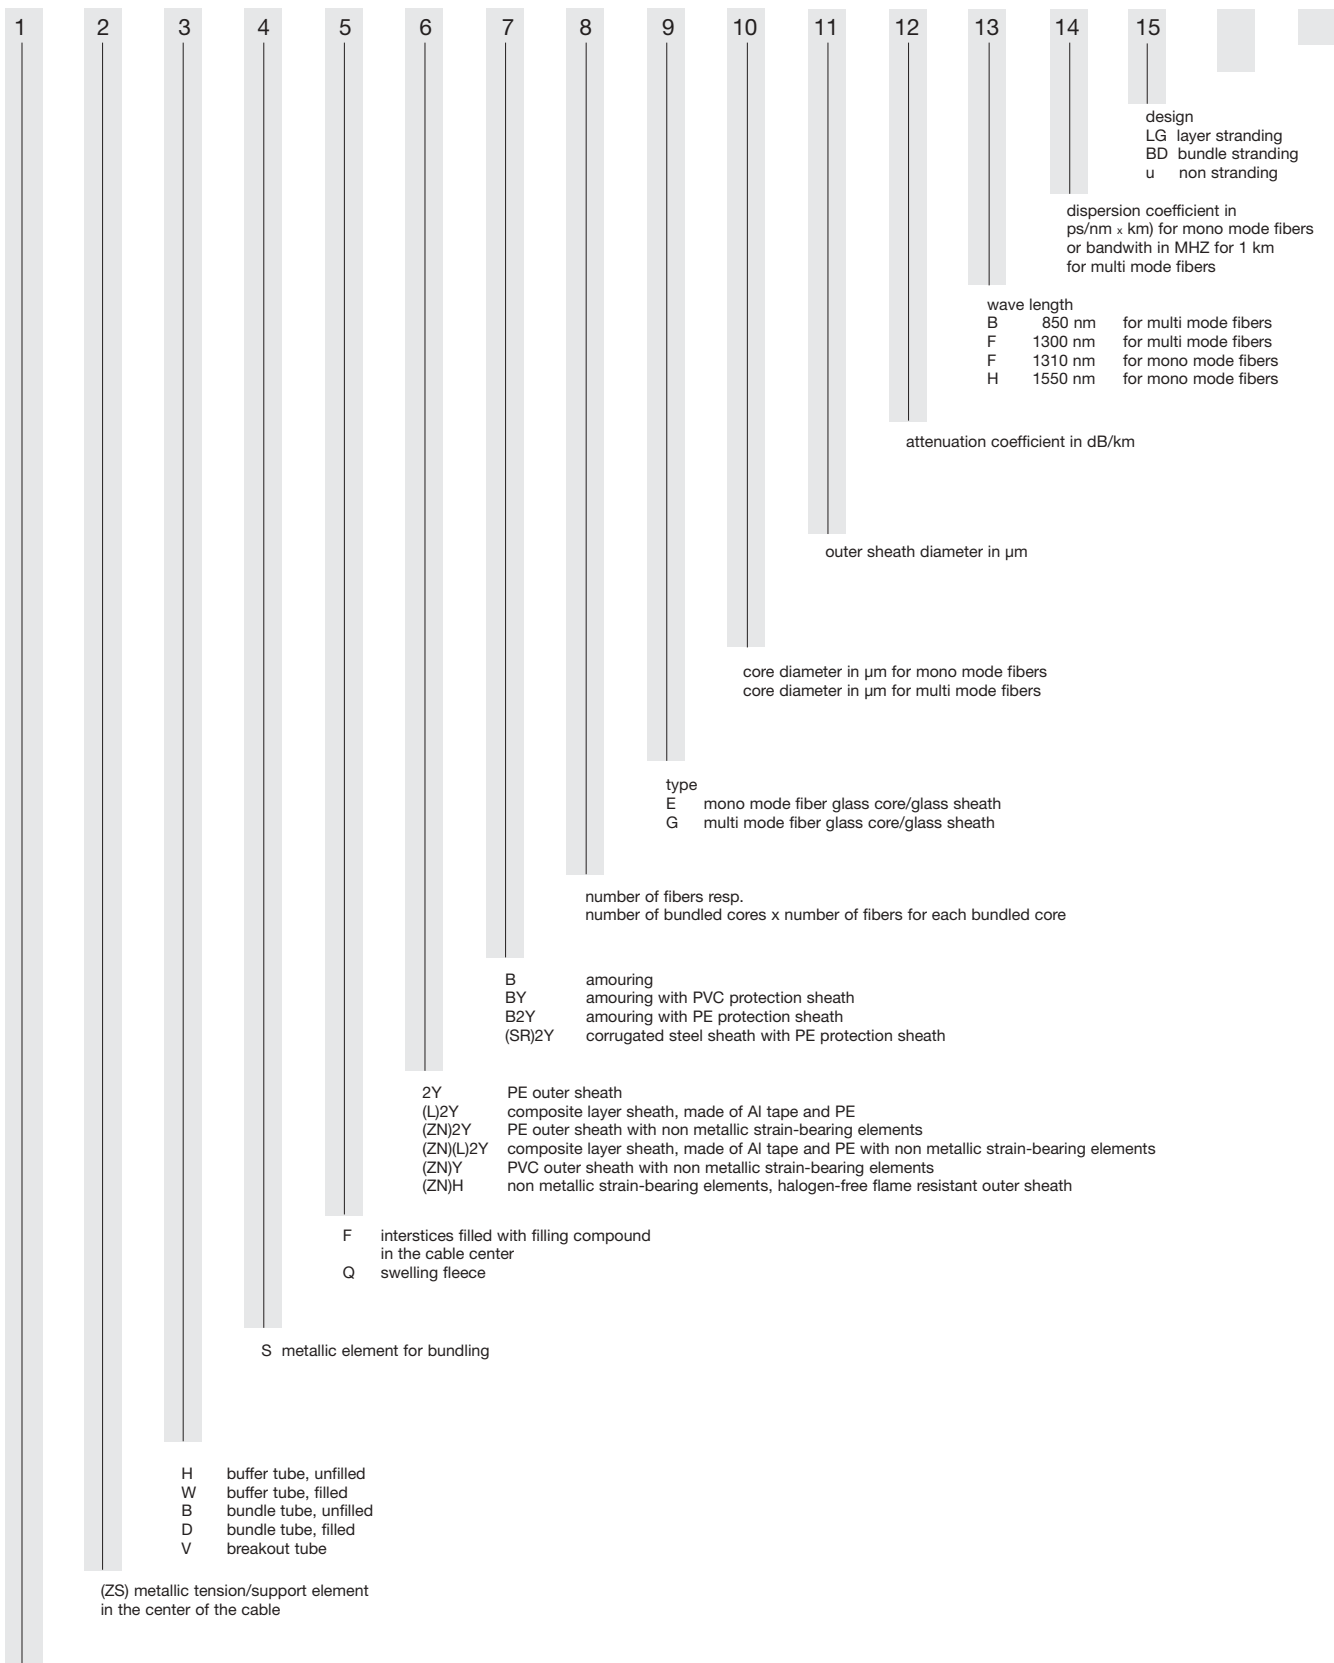 1 2 3 4 5 6 7 8 9 10 11 12 13 14 15
design
LG layer stranding
BD bundle stranding
u non stranding
dispersion coefficient in
ps/nm x km) for mono mode fibers
or bandwith in MHZ for 1 km
for multi mode fibers
wave length
B 850 nm for multi mode fibers
F 1300 nm for multi mode fibers
F 1310 nm for mono mode fibers
H 1550 nm for mono mode fibers
attenuation coefficient in dB/km
outer sheath diameter in µm
core diameter in µm for mono mode fibers
core diameter in µm for multi mode fibers
type
E mono mode fiber glass core/glass sheath
G multi mode fiber glass core/glass sheath
number of fibers resp.
number of bundled cores x number of fibers for each bundled core
B amouring
BY amouring with PVC protection sheath
B2Y amouring with PE protection sheath
(SR)2Y corrugated steel sheath with PE protection sheath
2Y PE outer sheath
(L)2Y composite layer sheath, made of Al tape and PE
(ZN)2Y PE outer sheath with non metallic strain-bearing elements
(ZN)(L)2Y composite layer sheath, made of Al tape and PE with non metallic strain-bearing elements
(ZN)Y PVC outer sheath with non metallic strain-bearing elements
(ZN)H non metallic strain-bearing elements, halogen-free flame resistant outer sheath
F interstices filled with filling compound
in the cable center
Q swelling fleece
S metallic element for bundling
H buffer tube, unfilled
W buffer tube, filled
B bundle tube, unfilled
D bundle tube, filled
V breakout tube
(ZS) metallic tension/support element
in the center of the cable